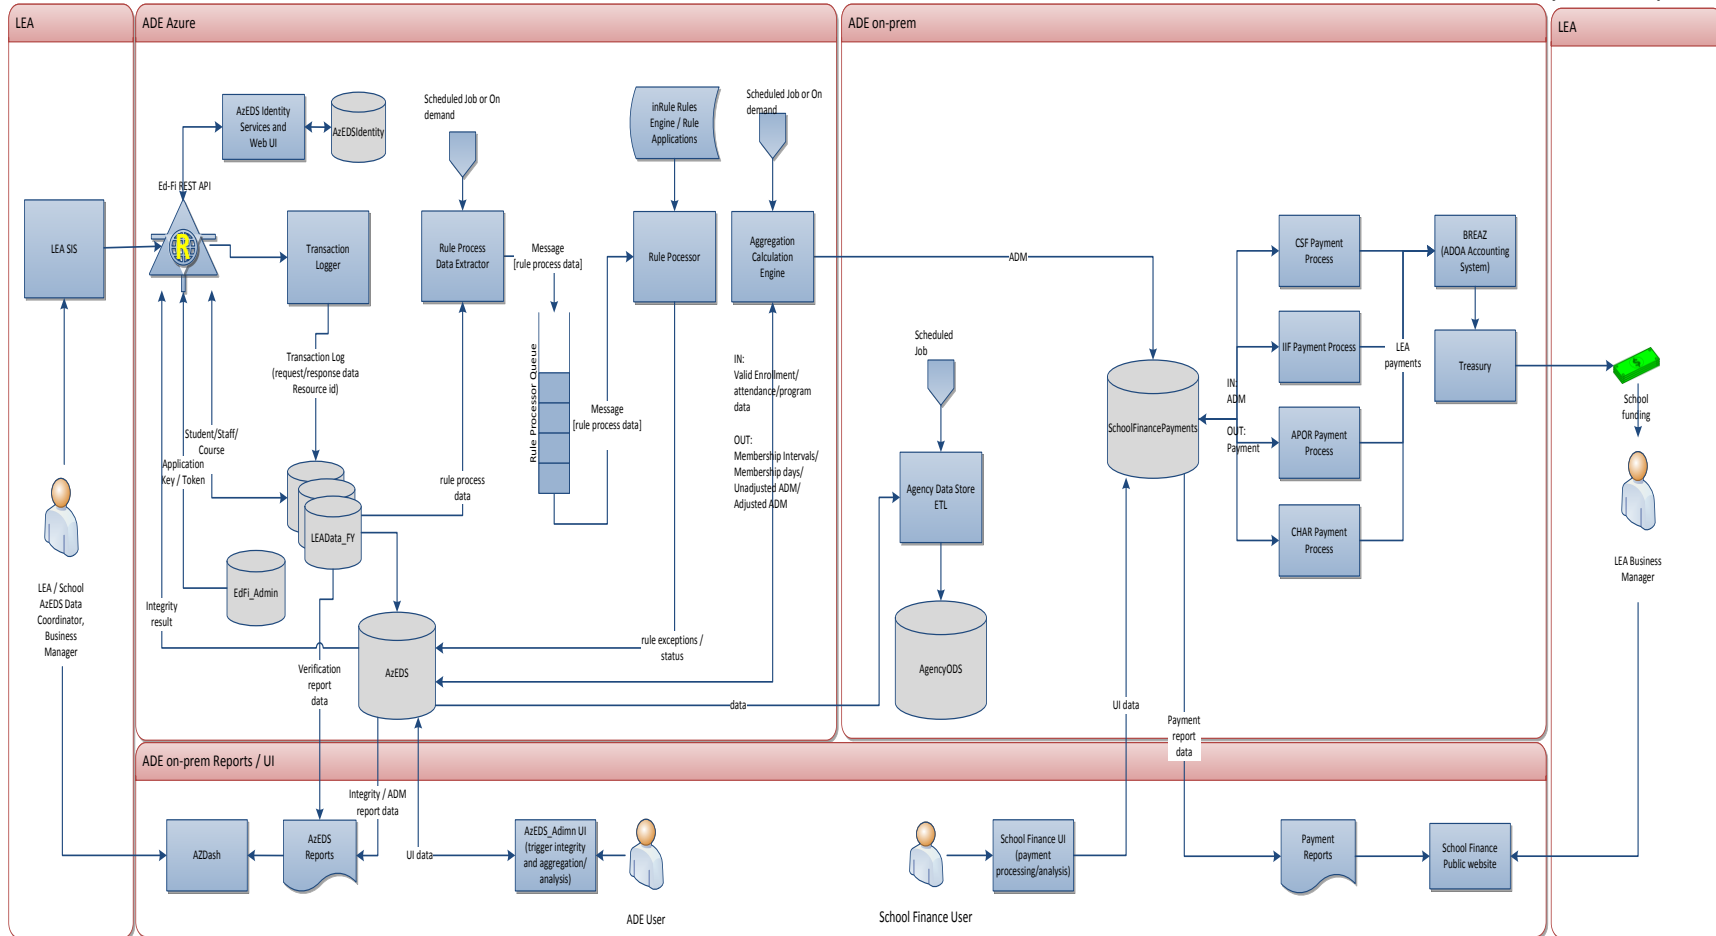 LEA
ADE Azure
ADE on-prem
LEA
Scheduled Job or On
demand
Scheduled Job or On
demand
AzEDS Identity
Services and
Web UI
AzEDSIdentity
inRule Rules
Engine / Rule
Applications
Ed-Fi REST API
LEA SIS
R
Transaction
Logger
Rule Process
Data Extractor
Message
[rule process data]
Rule Pocessor
Aggregation
Calculation
Engine
ADM
CSF Payment
Process
BREAZ
(ADOA Accounting
System)
Scheduled
Job
IIF Payment Process
LEA
payments
Treasury
$
School
funding
Transaction Log
(request/response data
Resource id)
Rule Processor Queue
IN:
Valid Enrollment/
attendance/program
data
OUT:
Membership Intervals/
Membership days/
Unadjusted ADM/
Adjusted ADM
Message
[rule process data]
SchoolFinancePayments
IN:
ADM
OUT:
Payment
APOR Payment
Process
Student/Staff/
Course
Application
Key / Token
rule process
data
Agency Data Store
ETL
LEAData_FY
CHAR Payment
Process
LEA Business
Manager
EdFi_Admin
LEA / School
AzEDS Data
Coordinator,
Business
Manager
Integrity
result
rule exceptions /
status
AzEDS
AgencyODS
Verification
report
data
data
UI data
Payment
report
data
ADE on-prem Reports / UI
Integrity / ADM
report data
AZDash
AzEDS
Reports
UI data
AzEDS_Adimn UI
(trigger integrity
and aggregation/
analysis)
School Finance UI
(payment
processing/analysis)
Payment
Reports
School Finance
Public website
ADE User
School Finance User